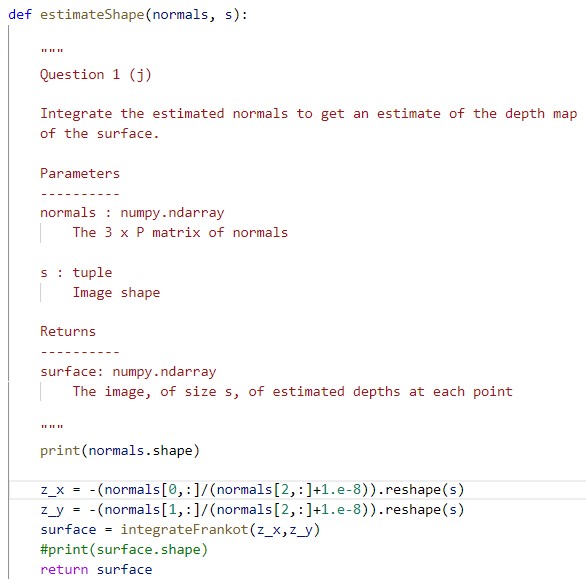 def estimateShape(normals, s):
"""
Question 1 (j)
Integrate the estimated normals to get an estimate of the depth map
of the surface.
Parameters
----------
normals : numpy.ndarray
The 3 x P matrix of normals
s : tuple
Image shape
Returns
----------
surface: numpy.ndarray
The image, of size s, of estimated depths at each point
"""
print(normals.shape)
z_x = -(normals[0,:]/(normals[2,:]+1.e-8)).reshape(s)
z_y = -(normals[1,:]/(normals[2,:]+1.e-8)).reshape(s)
surface = integrateFrankot(z_x,z_y)
#print(surface.shape)
return surface